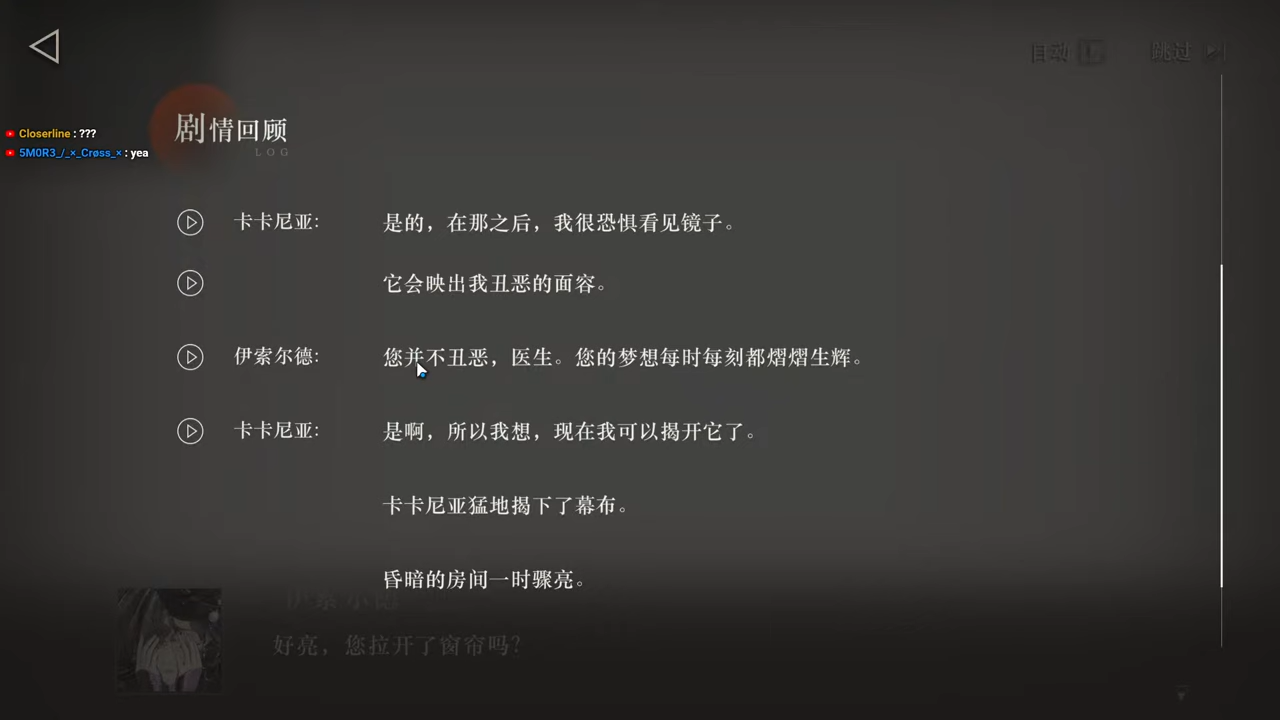 自动
跳过
Closerline : ???
5M0R3_/_×_Crøss_× : yea
剧情回顾
LOG
卡卡尼亚: 是的，在那之后，我很恐惧看见镜子。
它会映出我丑恶的面容。
伊索尔德: 您并不丑恶，医生。您的梦想每时每刻都熠熠生辉。
卡卡尼亚: 是啊，所以我想，现在我可以揭开它了。
卡卡尼亚猛地揭下了幕布。
昏暗的房间一时骤亮。
伊索尔德
好亮，您拉开了窗帘吗?